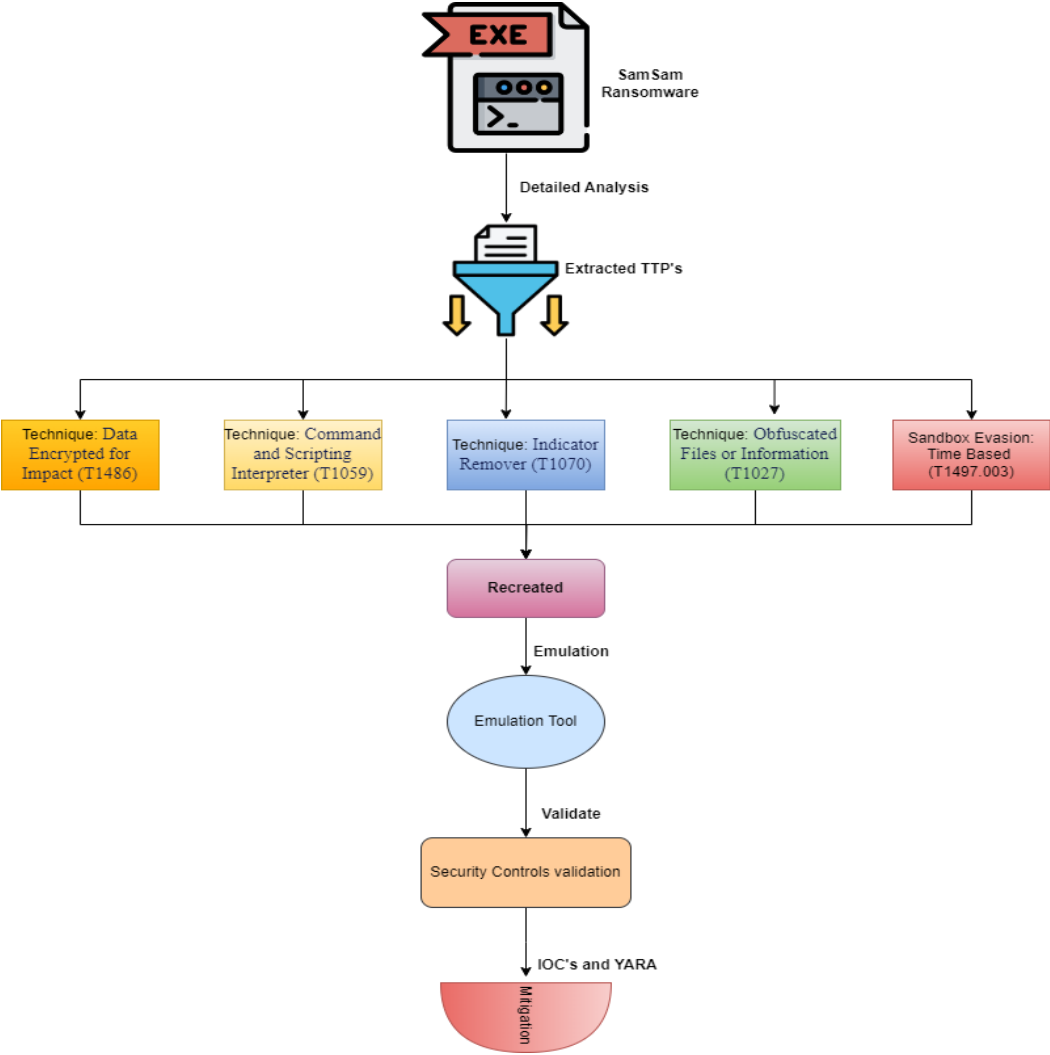 EXE
SamSam
Ransomware
Detailed Analysis
Extracted TTP's
Technique: Data
Encrypted for
Impact (T1486)
Technique: Command
and Scripting
Interpreter (T1059)
Technique: Indicator
Remover (T1070)
Technique: Obfuscated
Files or Information
(T1027)
Sandbox Evasion:
Time Based
(T1497.003)
Recreated
Emulation
Emulation Tool
Validate
Security Controls validation
IOC's and YARA
Mitigation